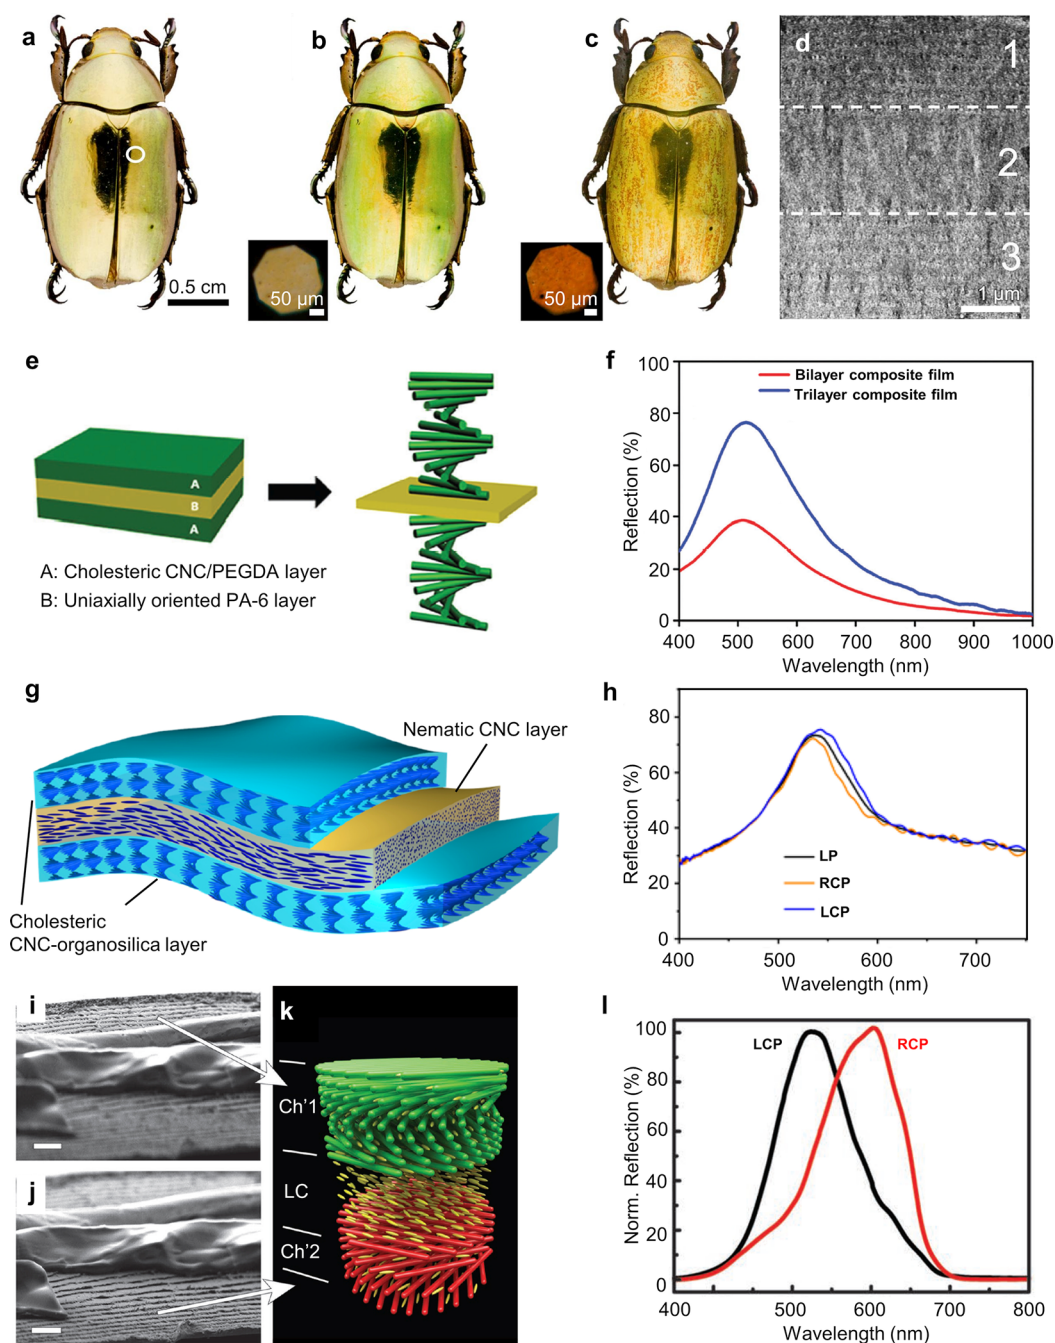 a
b
c
d
1
2
3
0.5 cm
50 µm
50 µm
1 µm
e
A
B
A
A: Cholesteric CNC/PEGDA layer
B: Uniaxially oriented PA-6 layer
f
Bilayer composite film
Trilayer composite film
Reflection (%)
100
80
60
40
20
0
400 500 600 700 800 900 1000
Wavelength (nm)
g
Nematic CNC layer
Cholesteric
CNC-organosilica layer
h
Reflection (%)
80
60
40
20
0
LP
RCP
LCP
400 500 600 700
Wavelength (nm)
i
j
k
Ch'1
LC
Ch'2
l
LCP
RCP
Norm. Reflection (%)
100
80
60
40
20
0
400 500 600 700 800
Wavelength (nm)